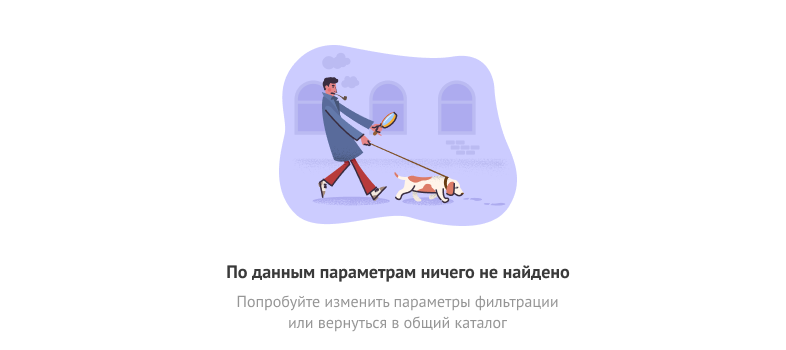 По данным параметрам ничего не найдено
Попробуйте изменить параметры фильтрации
или вернуться в общий каталог